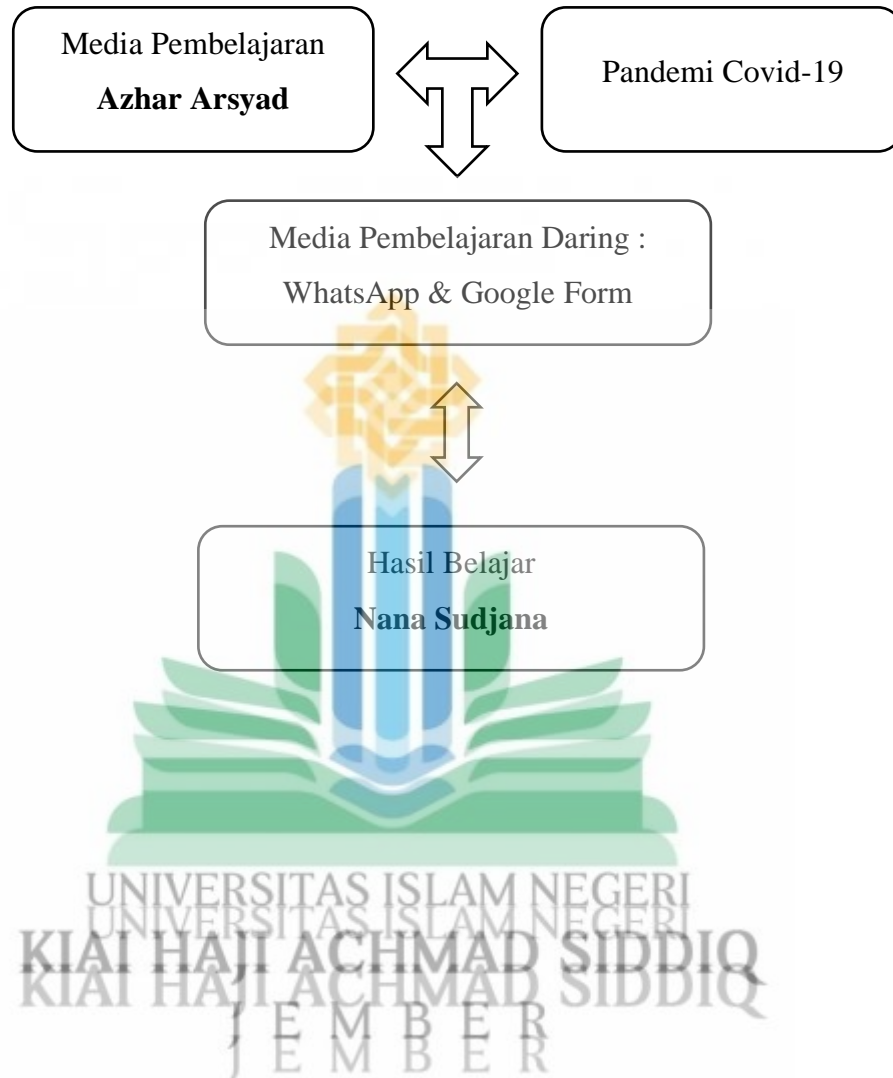 Media Pembelajaran
Azhar Arsyad
Pandemi Covid-19
Media Pembelajaran Daring :
WhatsApp & Google Form
Hasil Belajar
Nana Sudjana
UNIVERSITAS ISLAM NEGERI
KIAI HAJI ACHMAD SIDDIQ
JEMBER